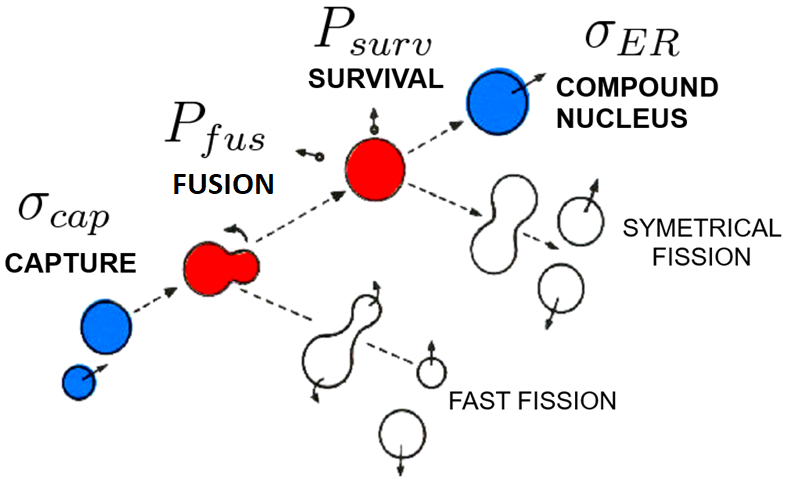 P_surv
SURVIVAL
σ_ER
COMPOUND
NUCLEUS
P_fus
FUSION
σ_cap
CAPTURE
SYMETRICAL
FISSION
FAST FISSION